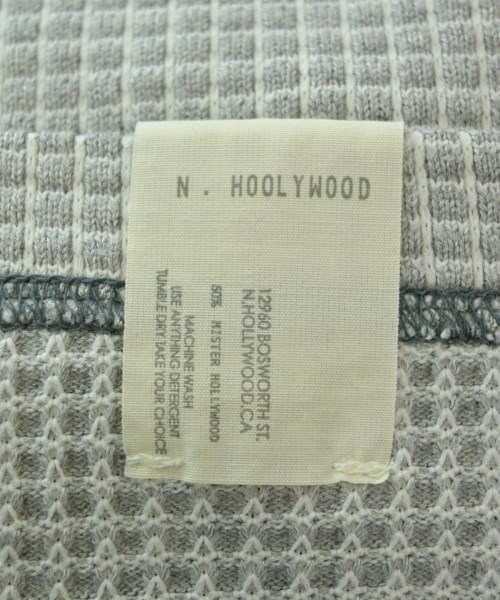 N. HOOLYWOOD
12960 BOSWORTH ST.
N.HOLLYWOOD.CA
50% MISTER HOLLYWOOD
MACHINE WASH
USE ANYTHING DETERGENT
TUMBLE DRY TAKE YOUR CHOICE